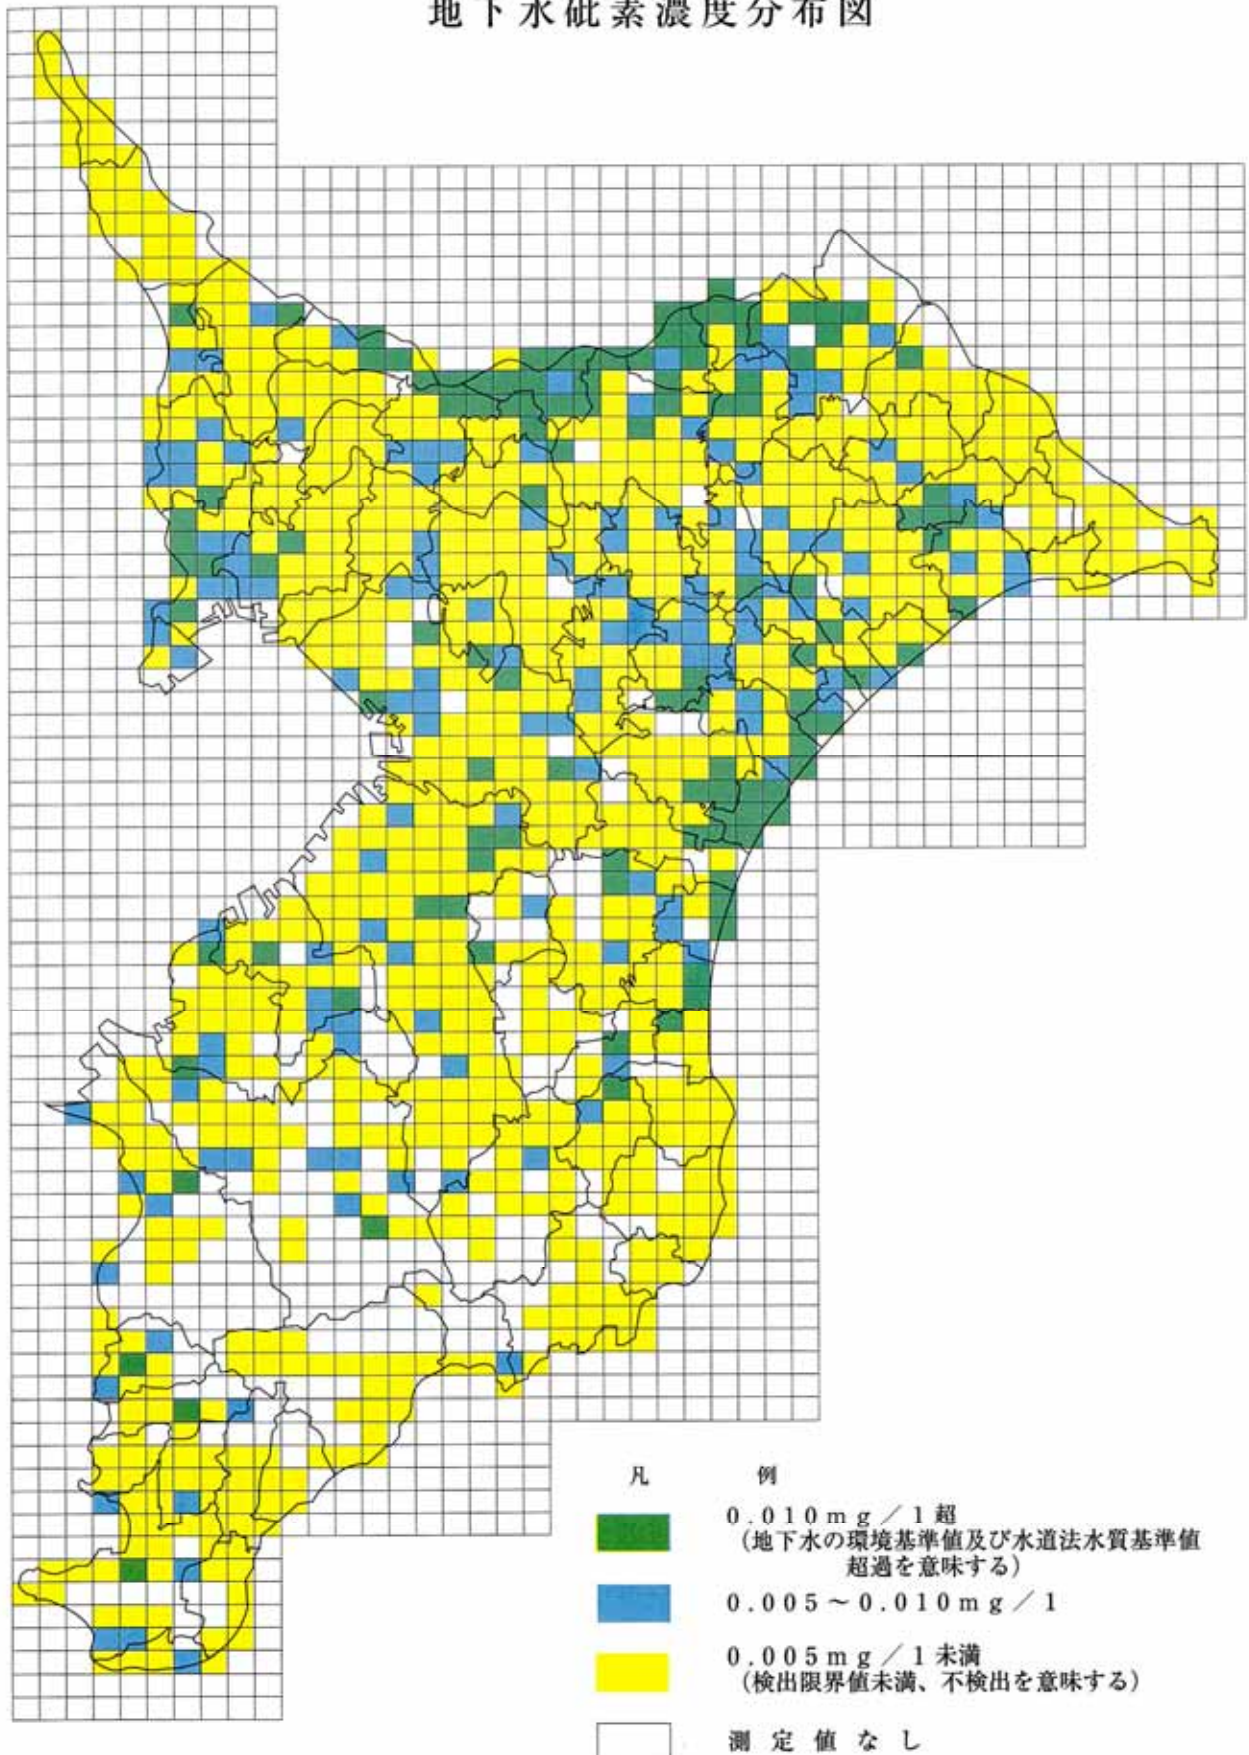 地下水砒素濃度分布図
凡例
0.010mg/l超
(地下水の環境基準値及び水道法水質基準値
超過を意味する)
0.005~0.010mg/l
0.005mg/l未満
(検出限界値未満、不検出を意味する)
測定値なし